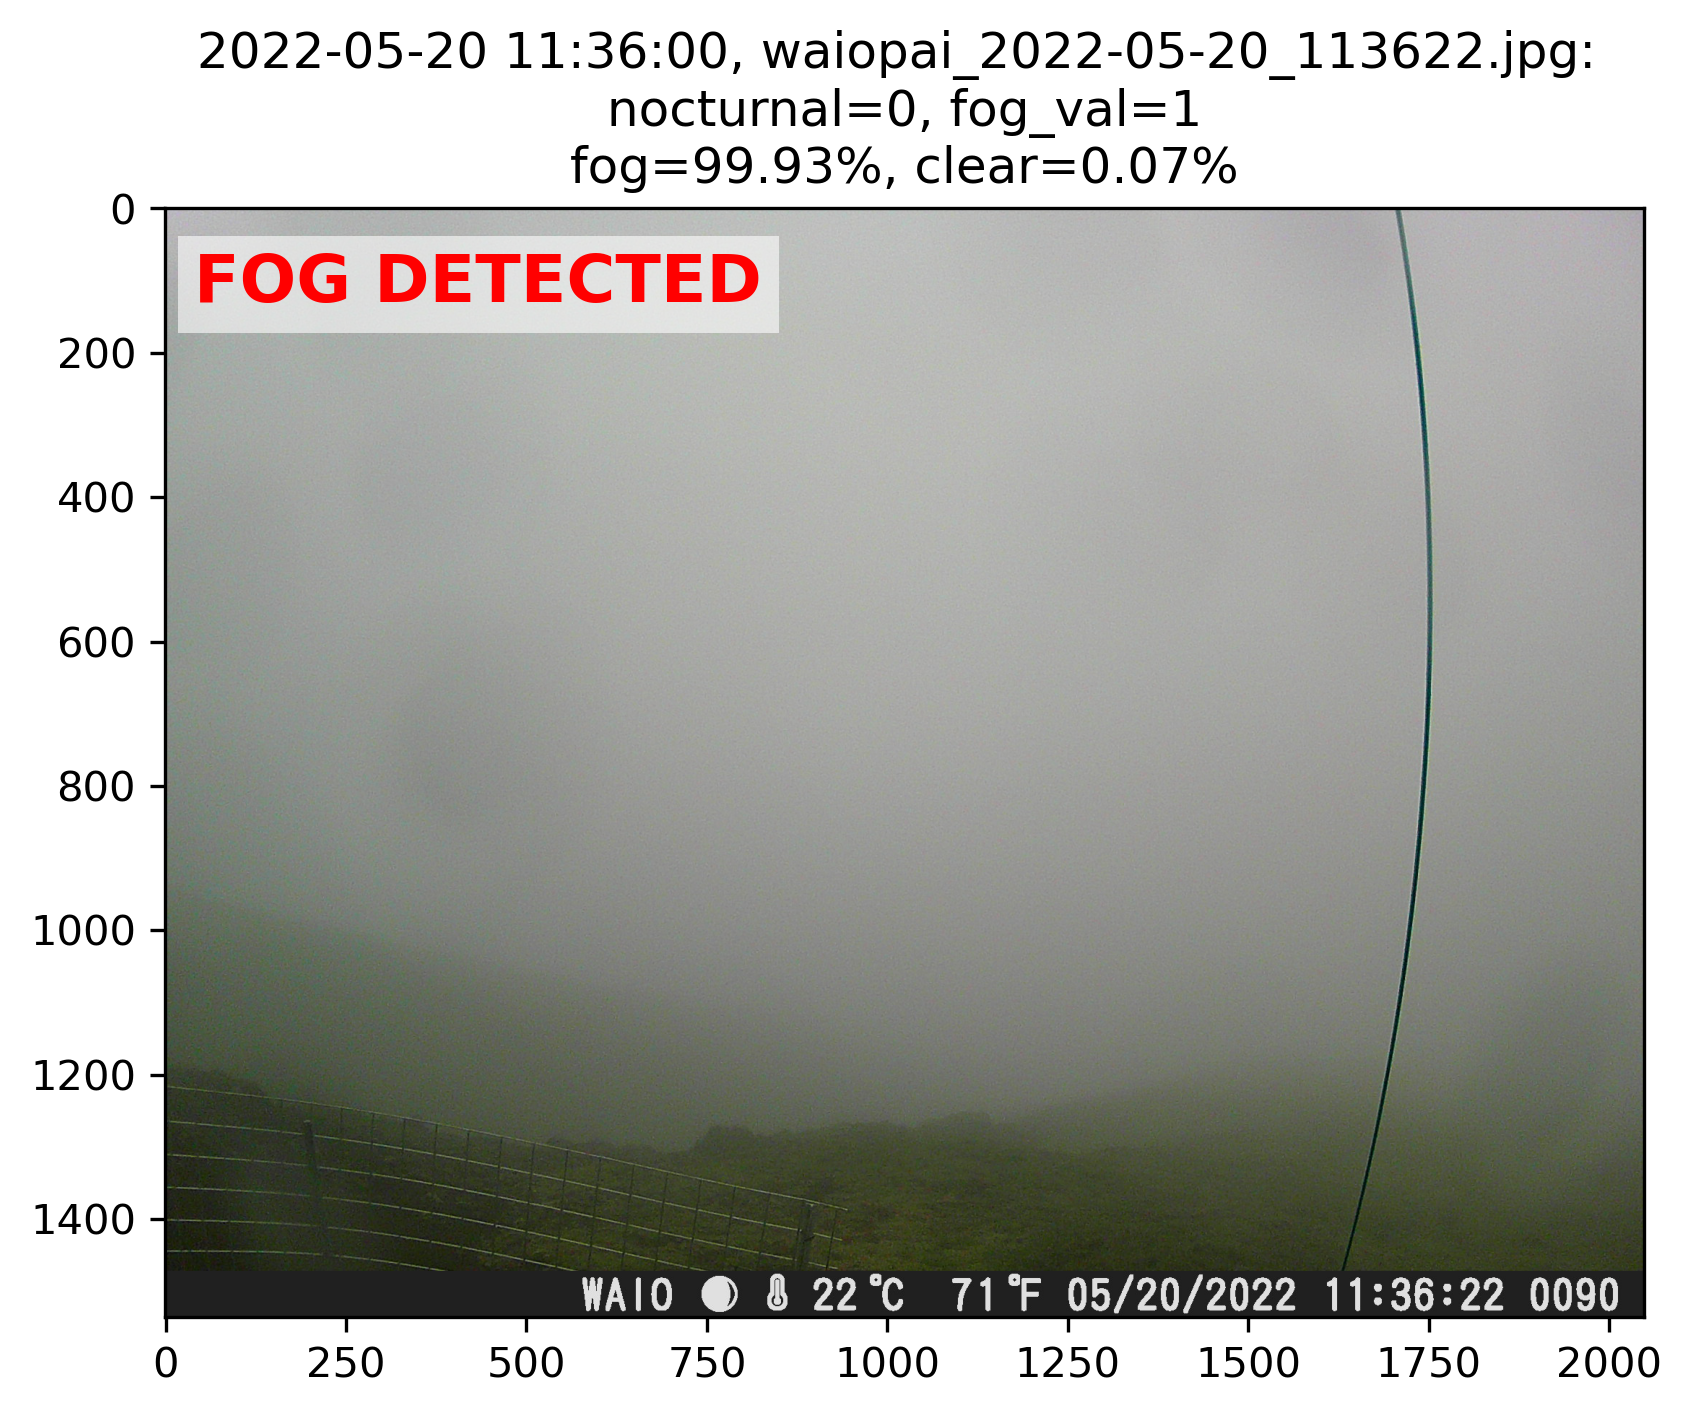 2022-05-20 11:36:00, waiopai_2022-05-20_113622.jpg:
nocturnal=0, fog_val=1
fog=99.93%, clear=0.07%
FOG DETECTED
0
200
400
600
800
1000
1200
1400
WAIO 22°C 71°F 05/20/2022 11:36:22 0090
0 250 500 750 1000 1250 1500 1750 2000